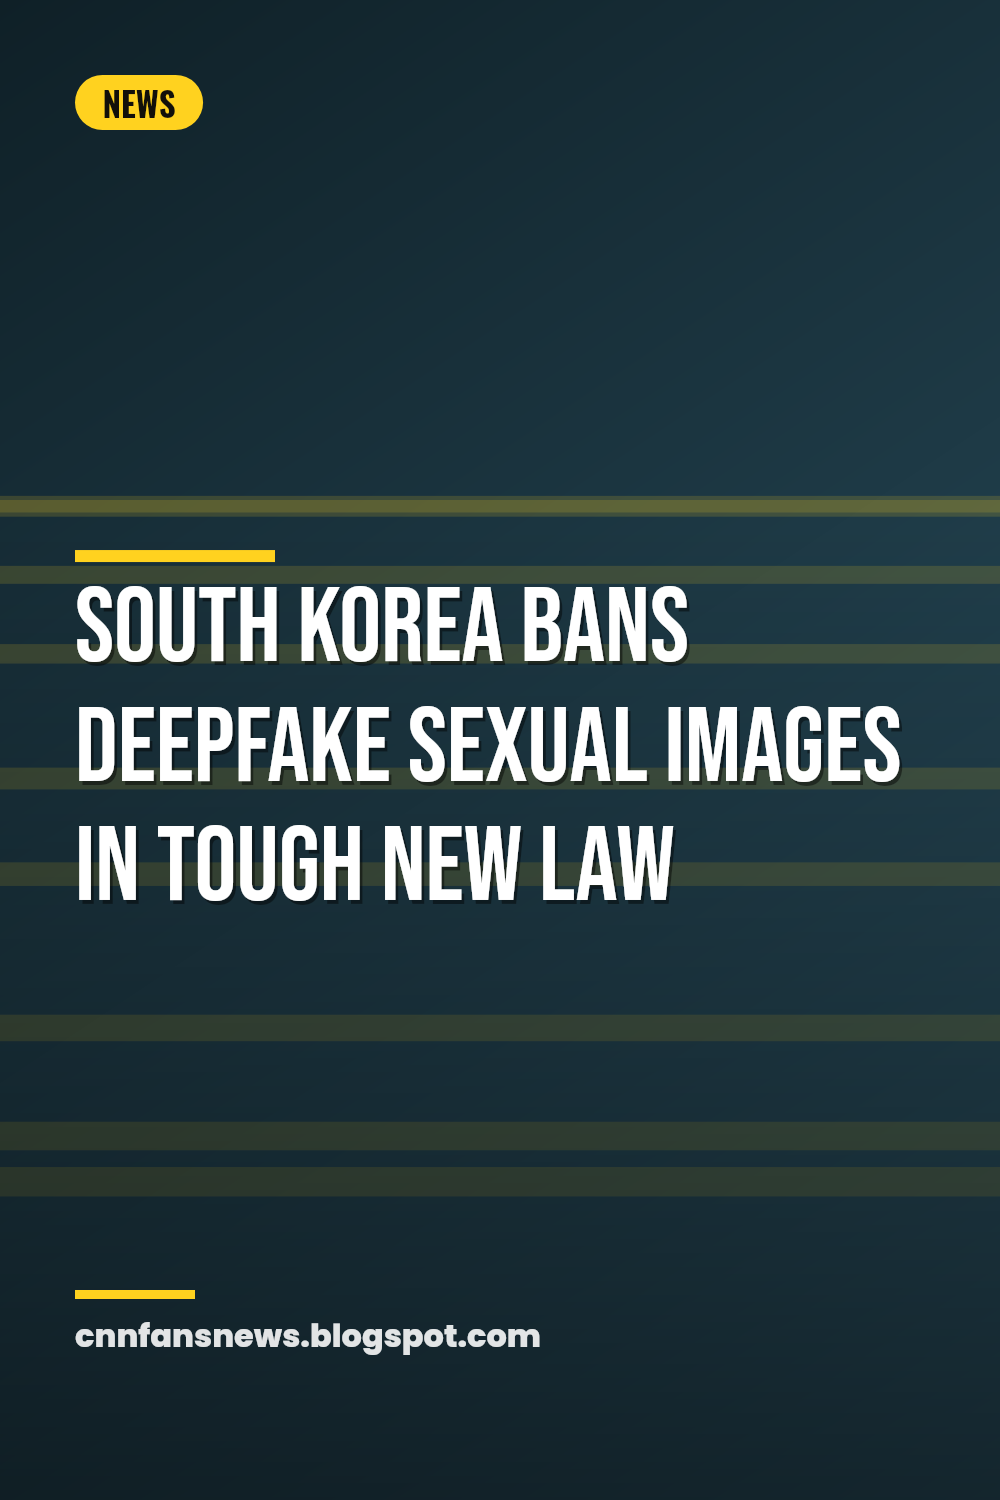 NEWS
SOUTH KOREA BANS
DEEPFAKE SEXUAL IMAGES
IN TOUGH NEW LAW
cnnfansnews.blogspot.com